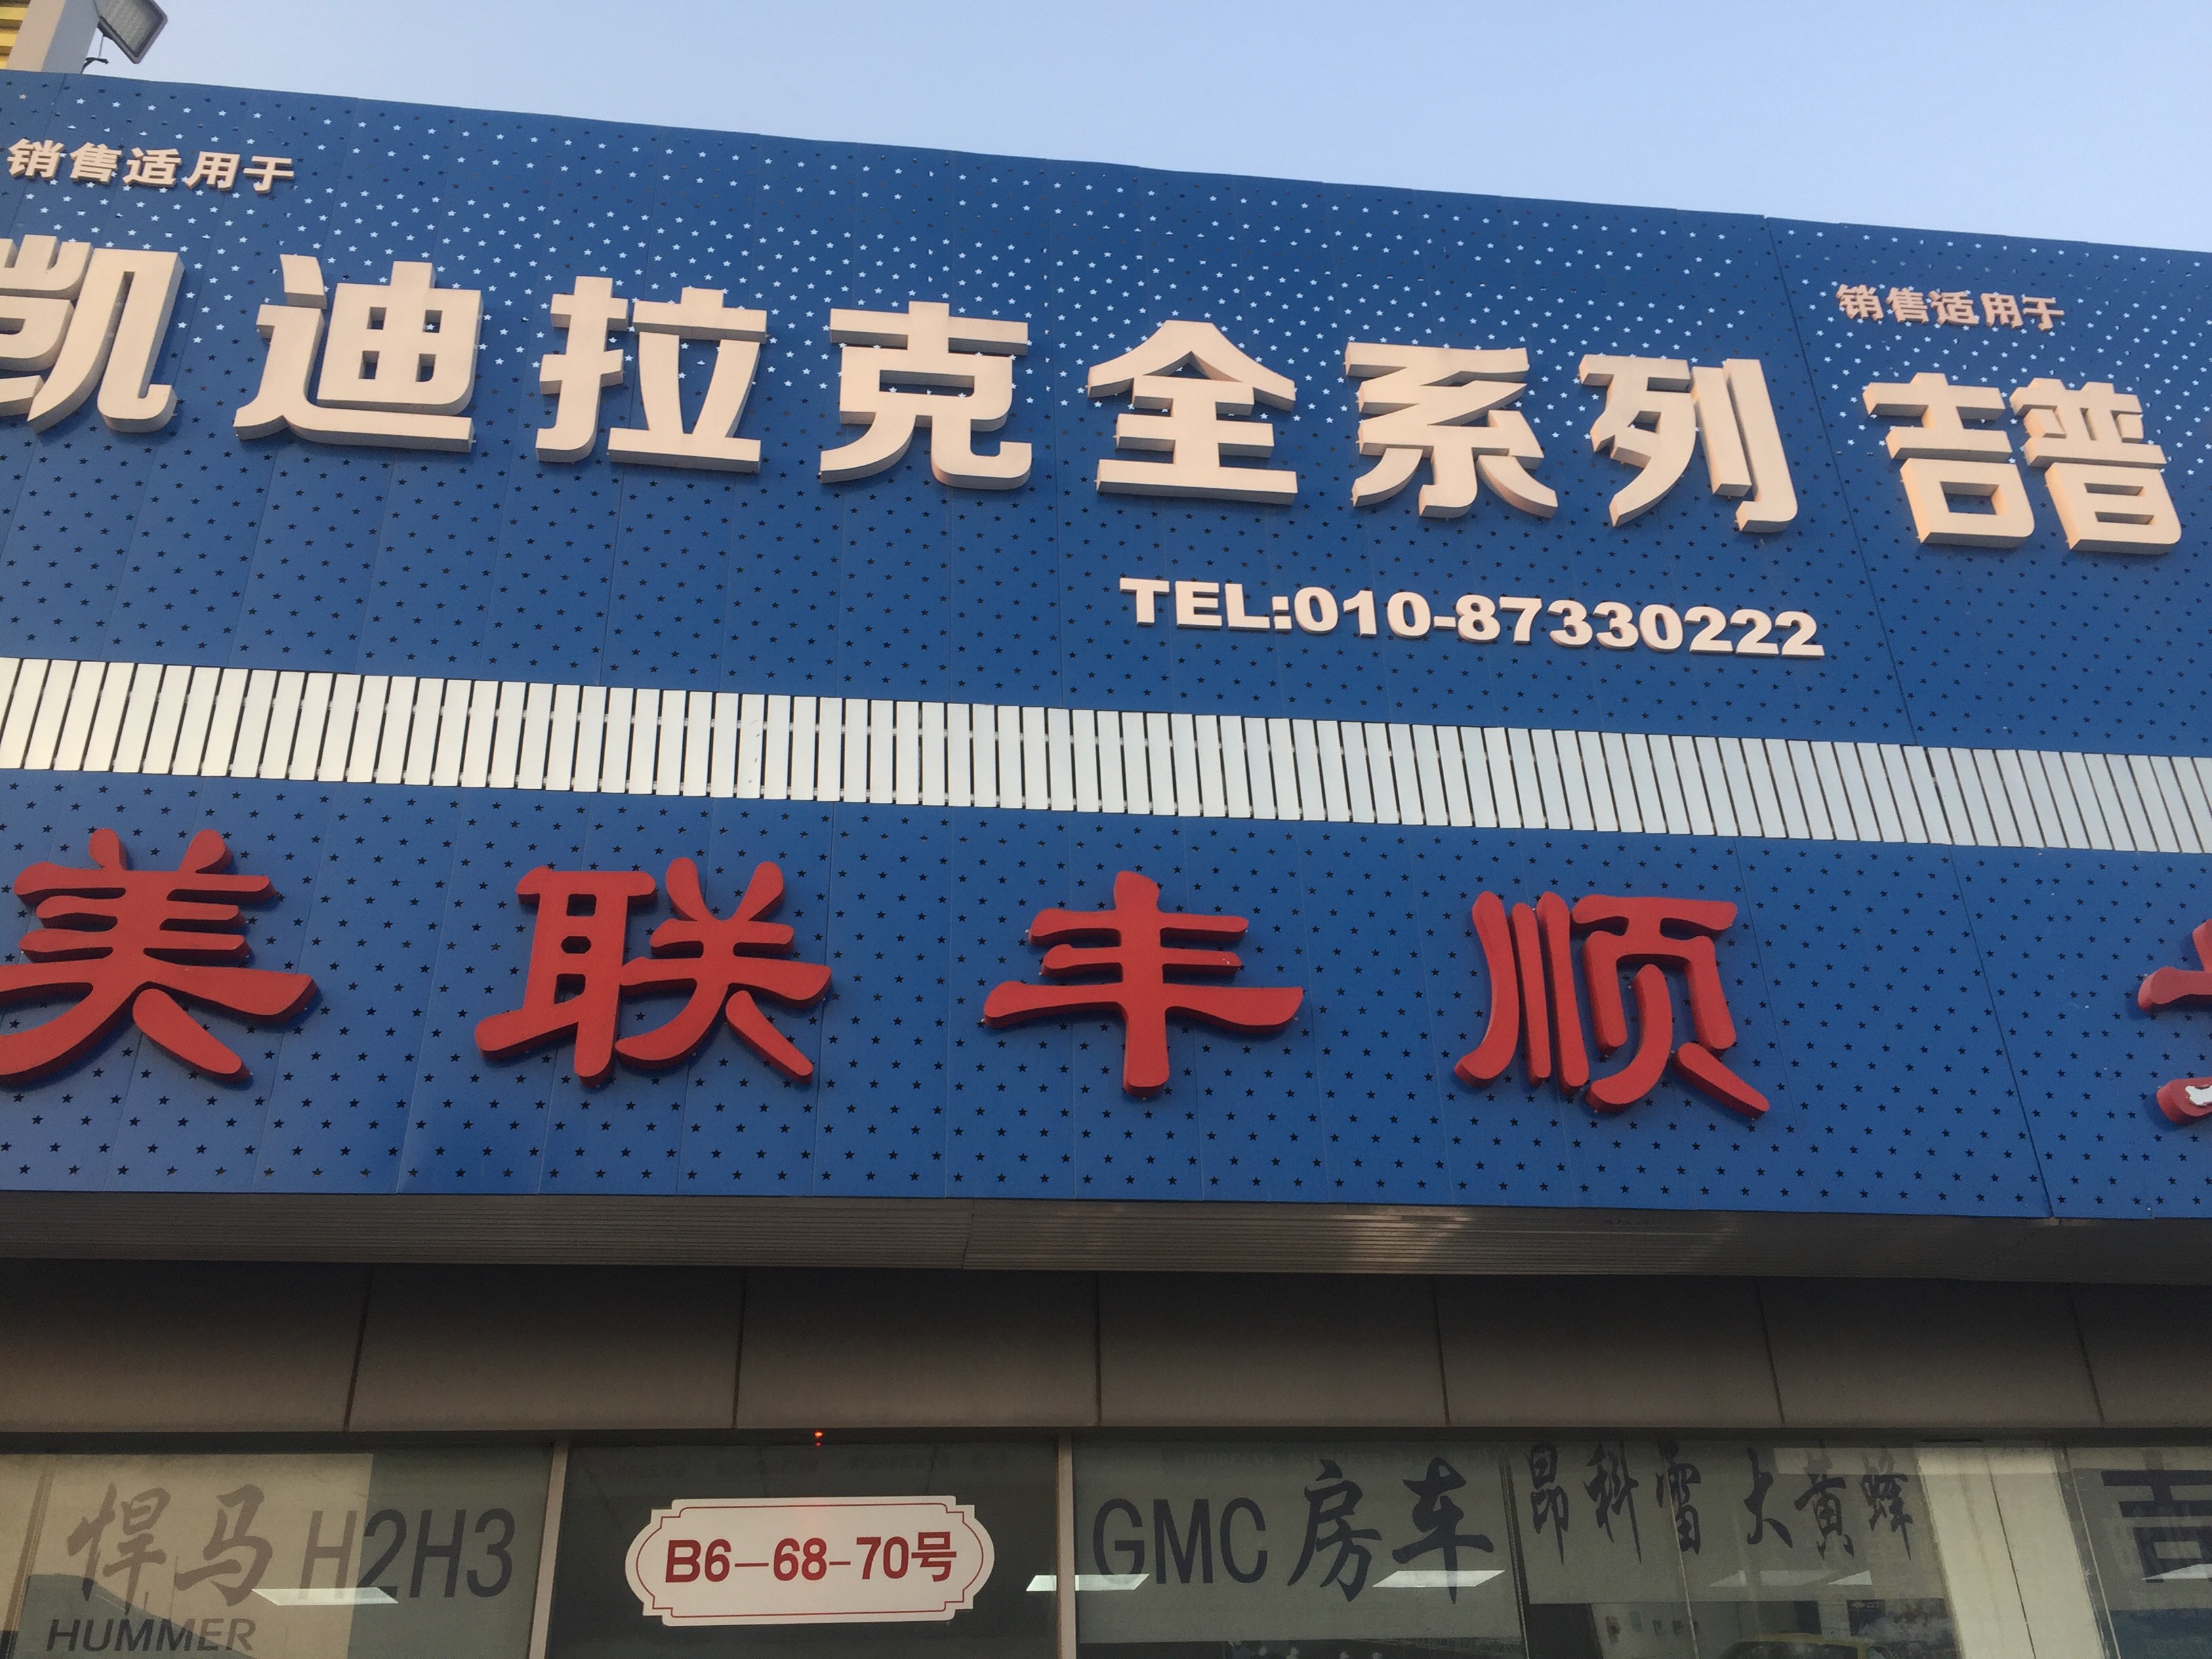 销售适用于
凯迪拉克全系列
销售适用于
吉普
TEL:010-87330222
美联丰顺
悍马H2H3
HUMMER
B6-68-70号
GMC房车
昂科雷 大黄蜂
吉